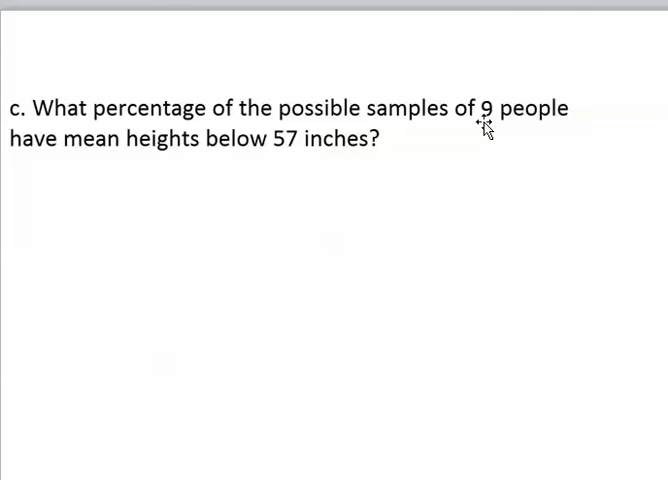 c. What percentage of the possible samples of 9 people
have mean heights below 57 inches?